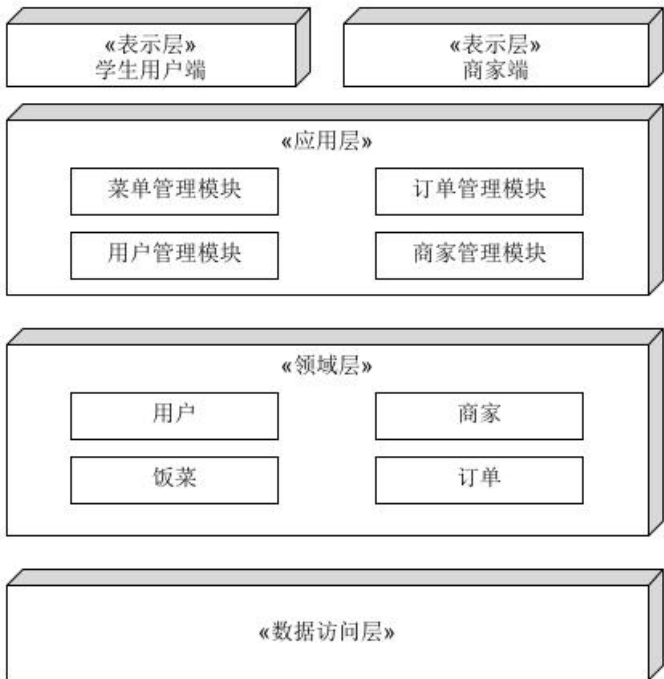 «表示层»
学生用户端
«表示层»
商家端
«应用层»
菜单管理模块
订单管理模块
用户管理模块
商家管理模块
«领域层»
用户
商家
饭菜
订单
«数据访问层»